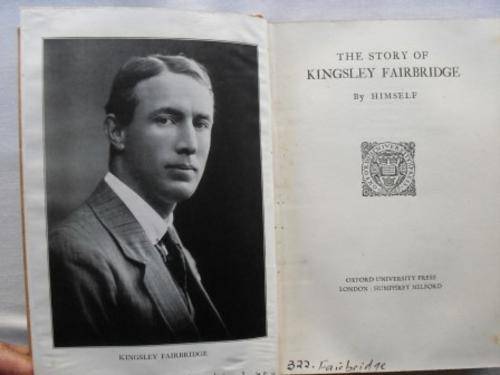 KINGSLEY FAIRBRIDGE
THE STORY OF
KINGSLEY FAIRBRIDGE
By HIMSELF
OXFORD UNIVERSITY PRESS
LONDON : HUMPHREY MILFORD
322. Fairbridge